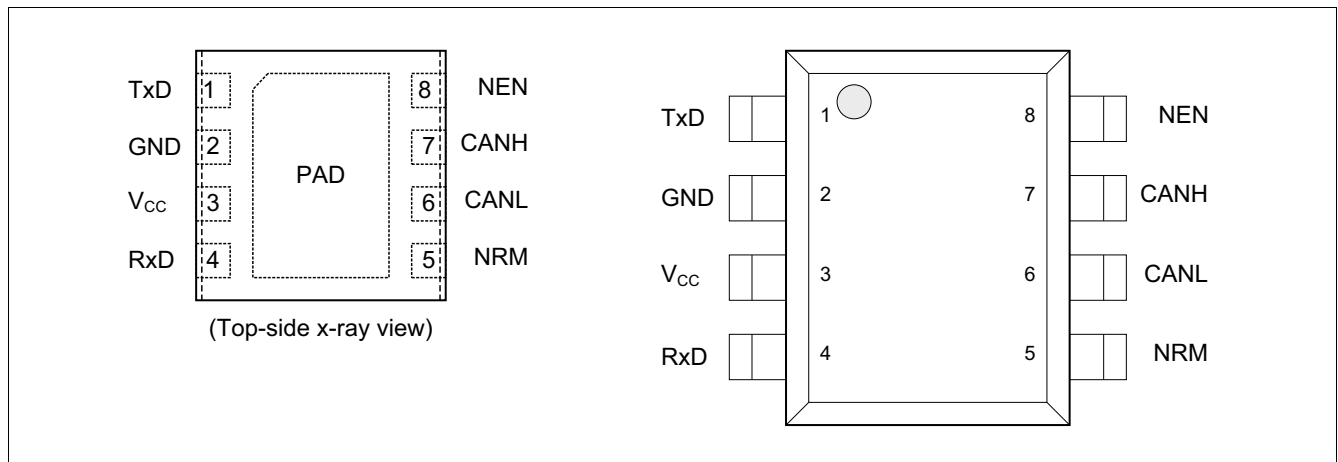 TxD 1 8 NEN
GND 2 7 CANH
PAD
VCC 3 6 CANL
RxD 4 5 NRM
(Top-side x-ray view)
TxD 1 8 NEN
GND 2 7 CANH
VCC 3 6 CANL
RxD 4 5 NRM